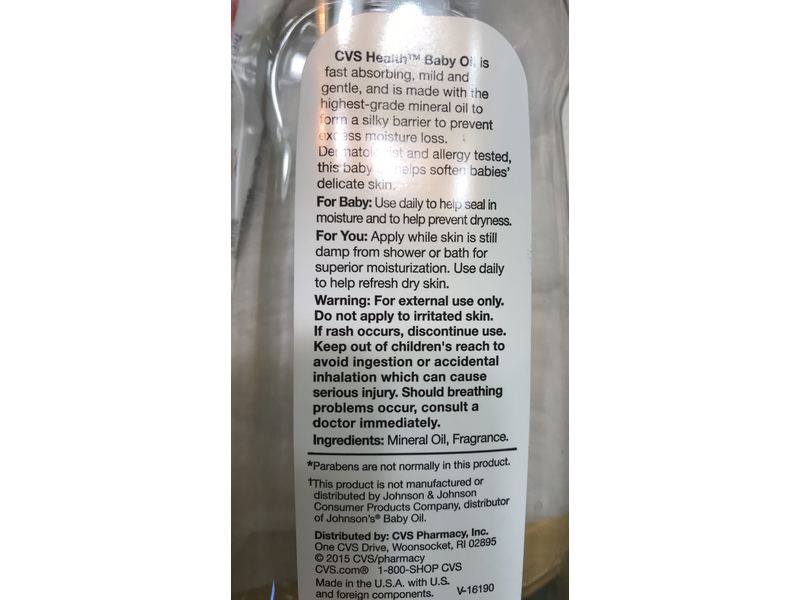 CVS Health™ Baby Oil is
fast absorbing, mild and
gentle, and is made with the
highest-grade mineral oil to
form a silky barrier to prevent
excess moisture loss.
Dermatologist and allergy tested,
this baby oil helps soften babies'
delicate skin.
For Baby: Use daily to help seal in
moisture and to help prevent dryness.
For You: Apply while skin is still
damp from shower or bath for
superior moisturization. Use daily
to help refresh dry skin.
Warning: For external use only.
Do not apply to irritated skin.
If rash occurs, discontinue use.
Keep out of children's reach to
avoid ingestion or accidental
inhalation which can cause
serious injury. Should breathing
problems occur, consult a
doctor immediately.
Ingredients: Mineral Oil, Fragrance.
*Parabens are not normally in this product.
†This product is not manufactured or
distributed by Johnson & Johnson
Consumer Products Company, distributor
of Johnson's® Baby Oil.
Distributed by: CVS Pharmacy, Inc.
One CVS Drive, Woonsocket, RI 02895
© 2015 CVS/pharmacy
CVS.com® 1-800-SHOP CVS
Made in the U.S.A. with U.S.
and foreign components. V-16190